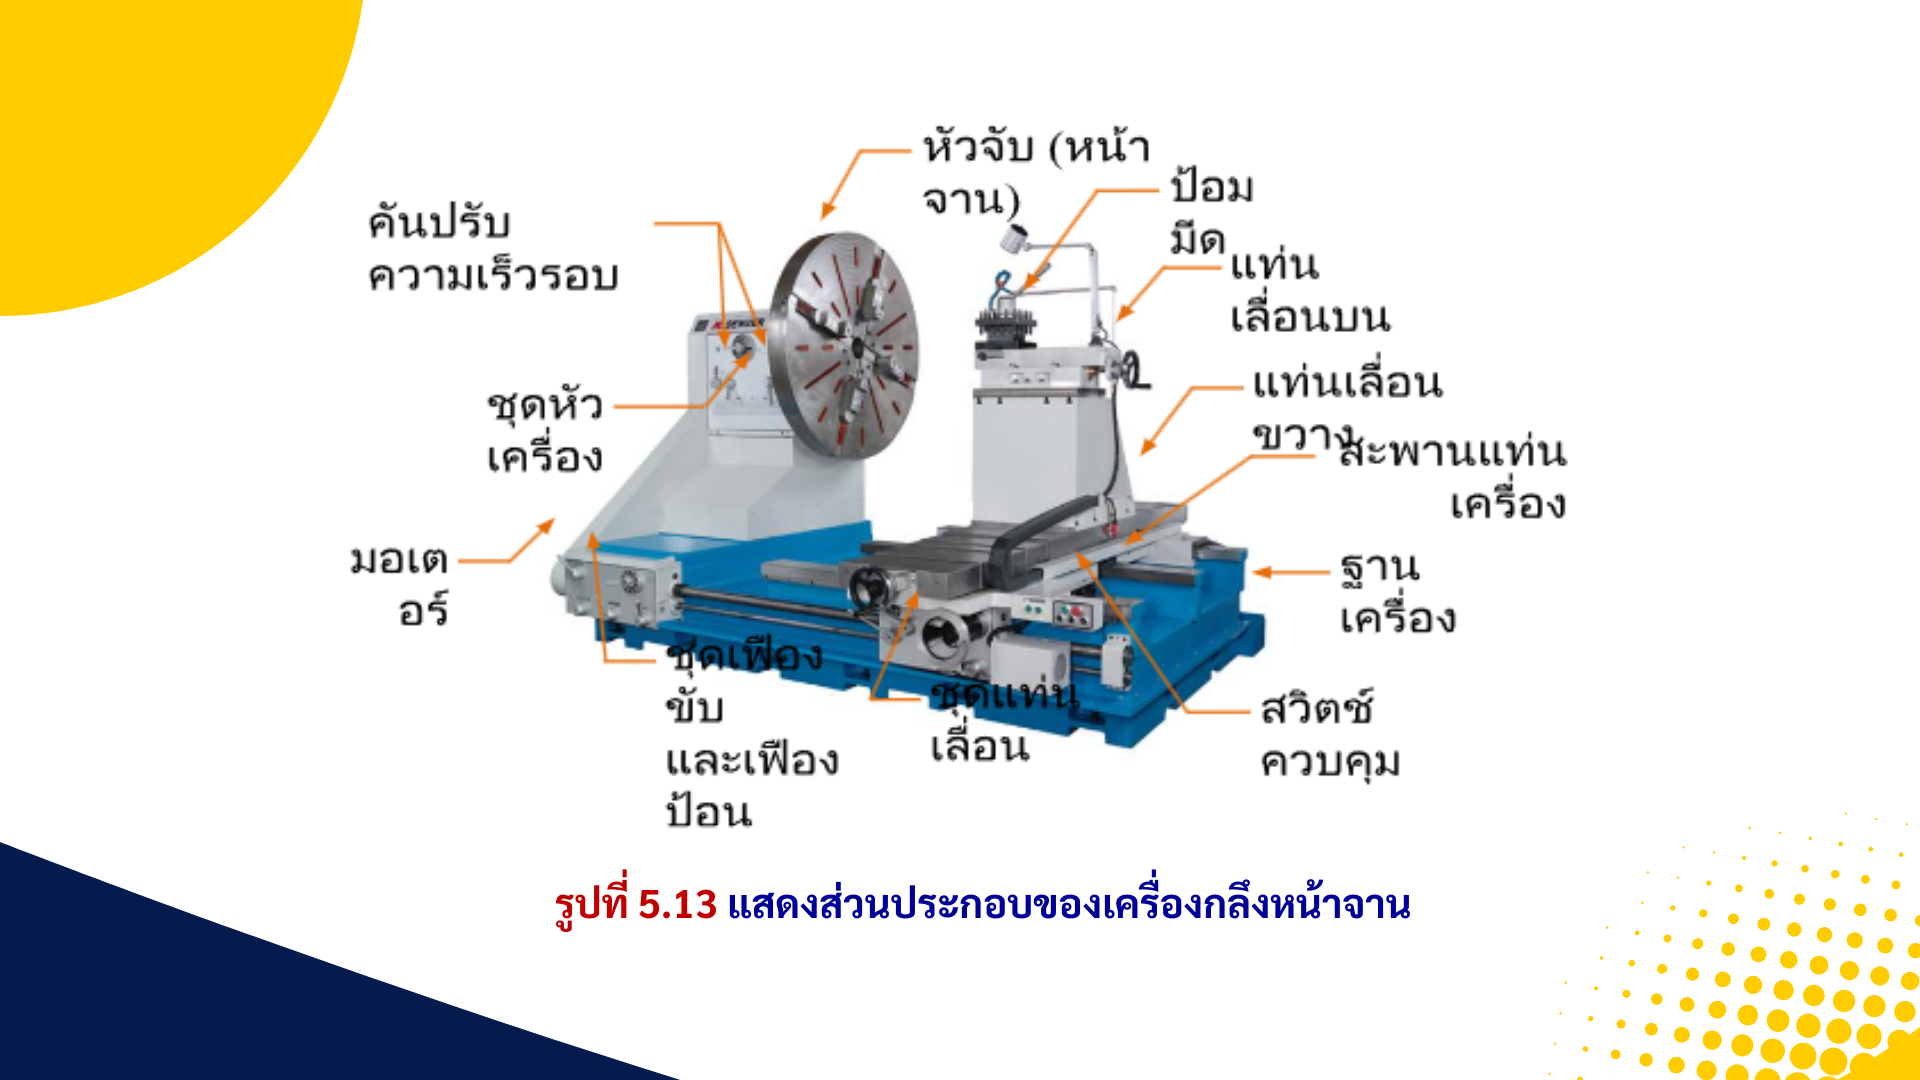 หัวจับ (หน้า
จาน)
ป้อม
มีด
คันปรับ
ความเร็วรอบ
แท่น
เลื่อนบน
แท่นเลื่อน
ขวาง
ชุดหัว
เครื่อง
สะพานแท่น
เครื่อง
มอเต
อร์
ฐาน
เครื่อง
ชุดเฟือง
ขับ
และเฟือง
ป้อน
ชุดแท่น
เลื่อน
สวิตช์
ควบคุม
รูปที่ 5.13 แสดงส่วนประกอบของเครื่องกลึงหน้าจาน